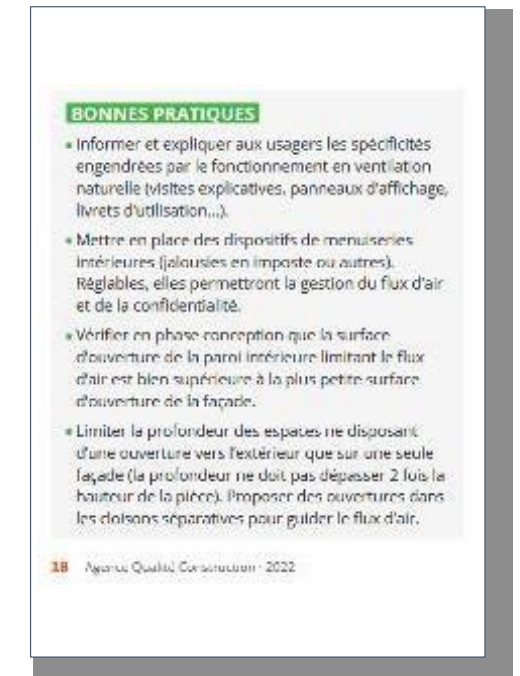 BONNES PRATIQUES
• Informer et expliquer aux usagers les spécificités
engendrées par le fonctionnement en ventilation
naturelle (visites explicatives, panneaux d'affichage,
livrets d'utilisation...).
• Mettre en place des dispositifs de menuiseries
intérieures (jalousies en imposte ou autres).
Réglables, elles permettront la gestion du flux d'air
et de la confidentialité.
• Vérifier en phase conception que la surface
d'ouverture de la paroi intérieure limitant le flux
d'air est bien supérieure à la plus petite surface
d'ouverture de la façade.
• Limiter la profondeur des espaces ne disposant
d'une ouverture vers l'extérieur que sur une seule
façade (la profondeur ne doit pas dépasser 2 fois la
hauteur de la pièce). Proposer des ouvertures dans
les cloisons séparatives pour guider le flux d'air.
18 Agence Qualité Construction - 2022